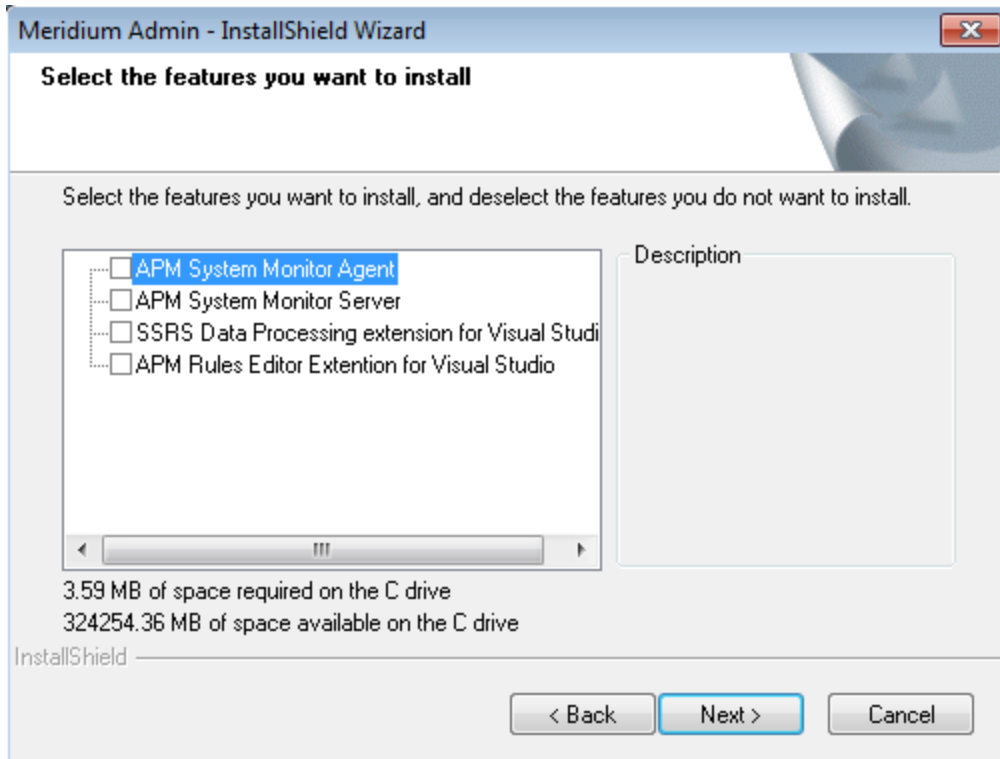 Meridium Admin - InstallShield Wizard
Select the features you want to install
Select the features you want to install, and deselect the features you do not want to install.
APM System Monitor Agent
APM System Monitor Server
SSRS Data Processing extension for Visual Studi
APM Rules Editor Extention for Visual Studio
Description
3.59 MB of space required on the C drive
324254.36 MB of space available on the C drive
InstallShield
< Back
Next >
Cancel